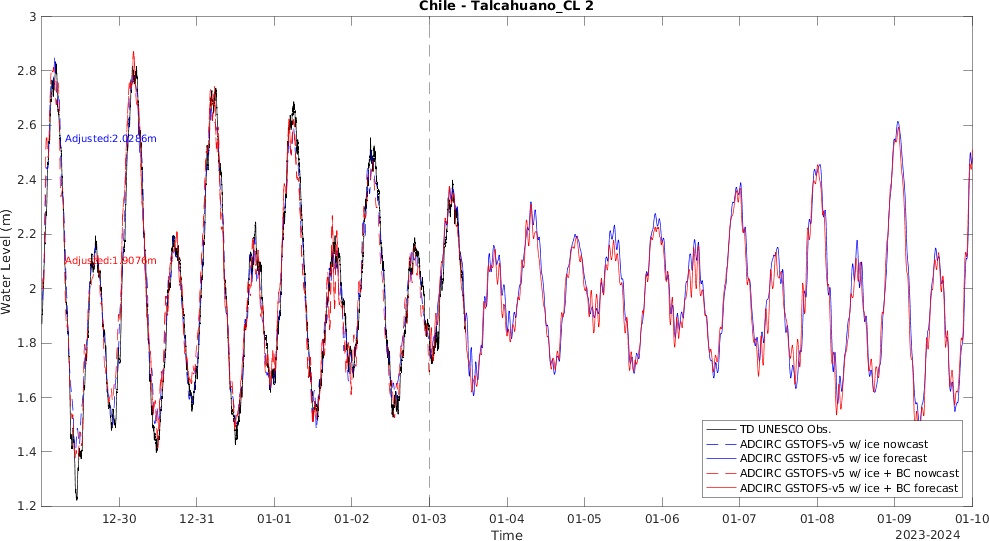 Chile - Talcahuano_CL 2
Water Level (m)
3
2.8
2.6
2.4
2.2
2
1.8
1.6
1.4
1.2
Adjusted:2.0286m
Adjusted:1.9076m
TD UNESCO Obs.
ADCIRC GSTOFS-v5 w/ ice nowcast
ADCIRC GSTOFS-v5 w/ ice forecast
ADCIRC GSTOFS-v5 w/ ice + BC nowcast
ADCIRC GSTOFS-v5 w/ ice + BC forecast
12-30 12-31 01-01 01-02 01-03 01-04 01-05 01-06 01-07 01-08 01-09 01-10
Time
2023-2024